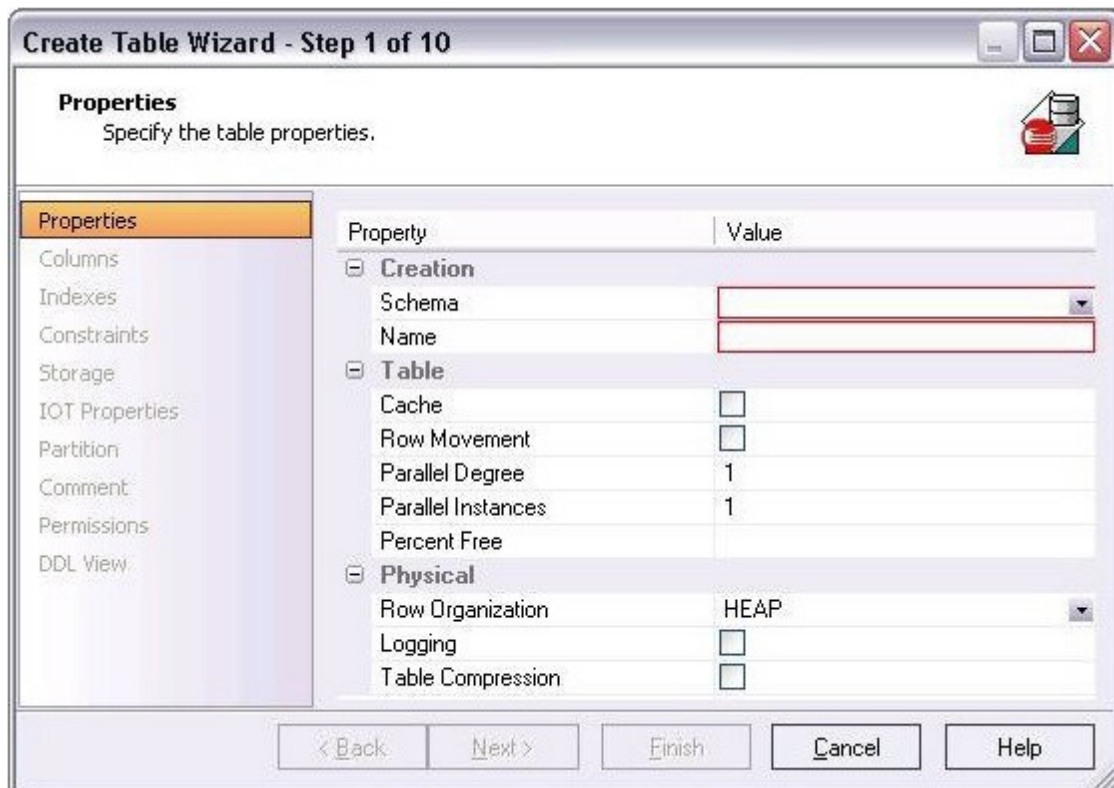 Create Table Wizard - Step 1 of 10
Properties
Specify the table properties.
Properties
Columns
Indexes
Constraints
Storage
IOT Properties
Partition
Comment
Permissions
DDL View
Property Value
Creation
Schema
Name
Table
Cache
Row Movement
Parallel Degree 1
Parallel Instances 1
Percent Free
Physical
Row Organization HEAP
Logging
Table Compression
< Back Next > Finish Cancel Help